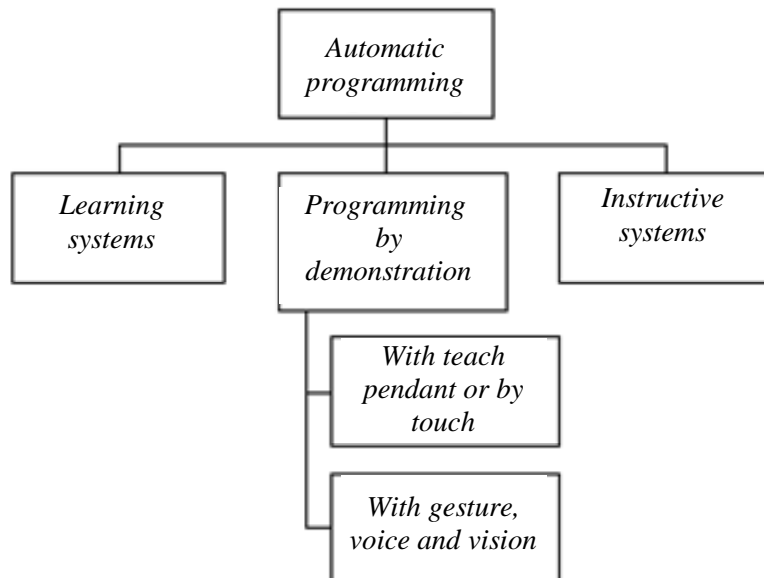 Automatic
programming
Learning
systems
Programming
by
demonstration
Instructive
systems
With teach
pendant or by
touch
With gesture,
voice and vision